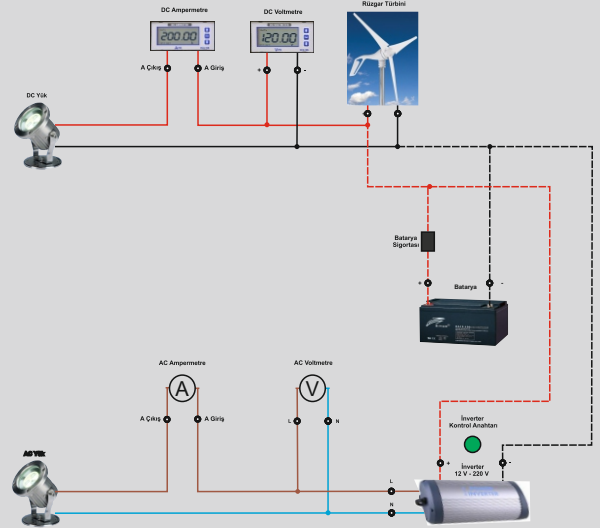 DC Ampermetre
DC Voltmetre
Rüzgar Türbini
200.00
120.00
A Çıkış
A Giriş
+
-
DC Yük
Batarya
Sigortası
+
Batarya
-
AC Ampermetre
AC Voltmetre
A
V
A Çıkış
A Giriş
L
N
İnverter
Kontrol Anahtarı
AC Yük
+
İnverter
12 V - 220 V
-
L
N